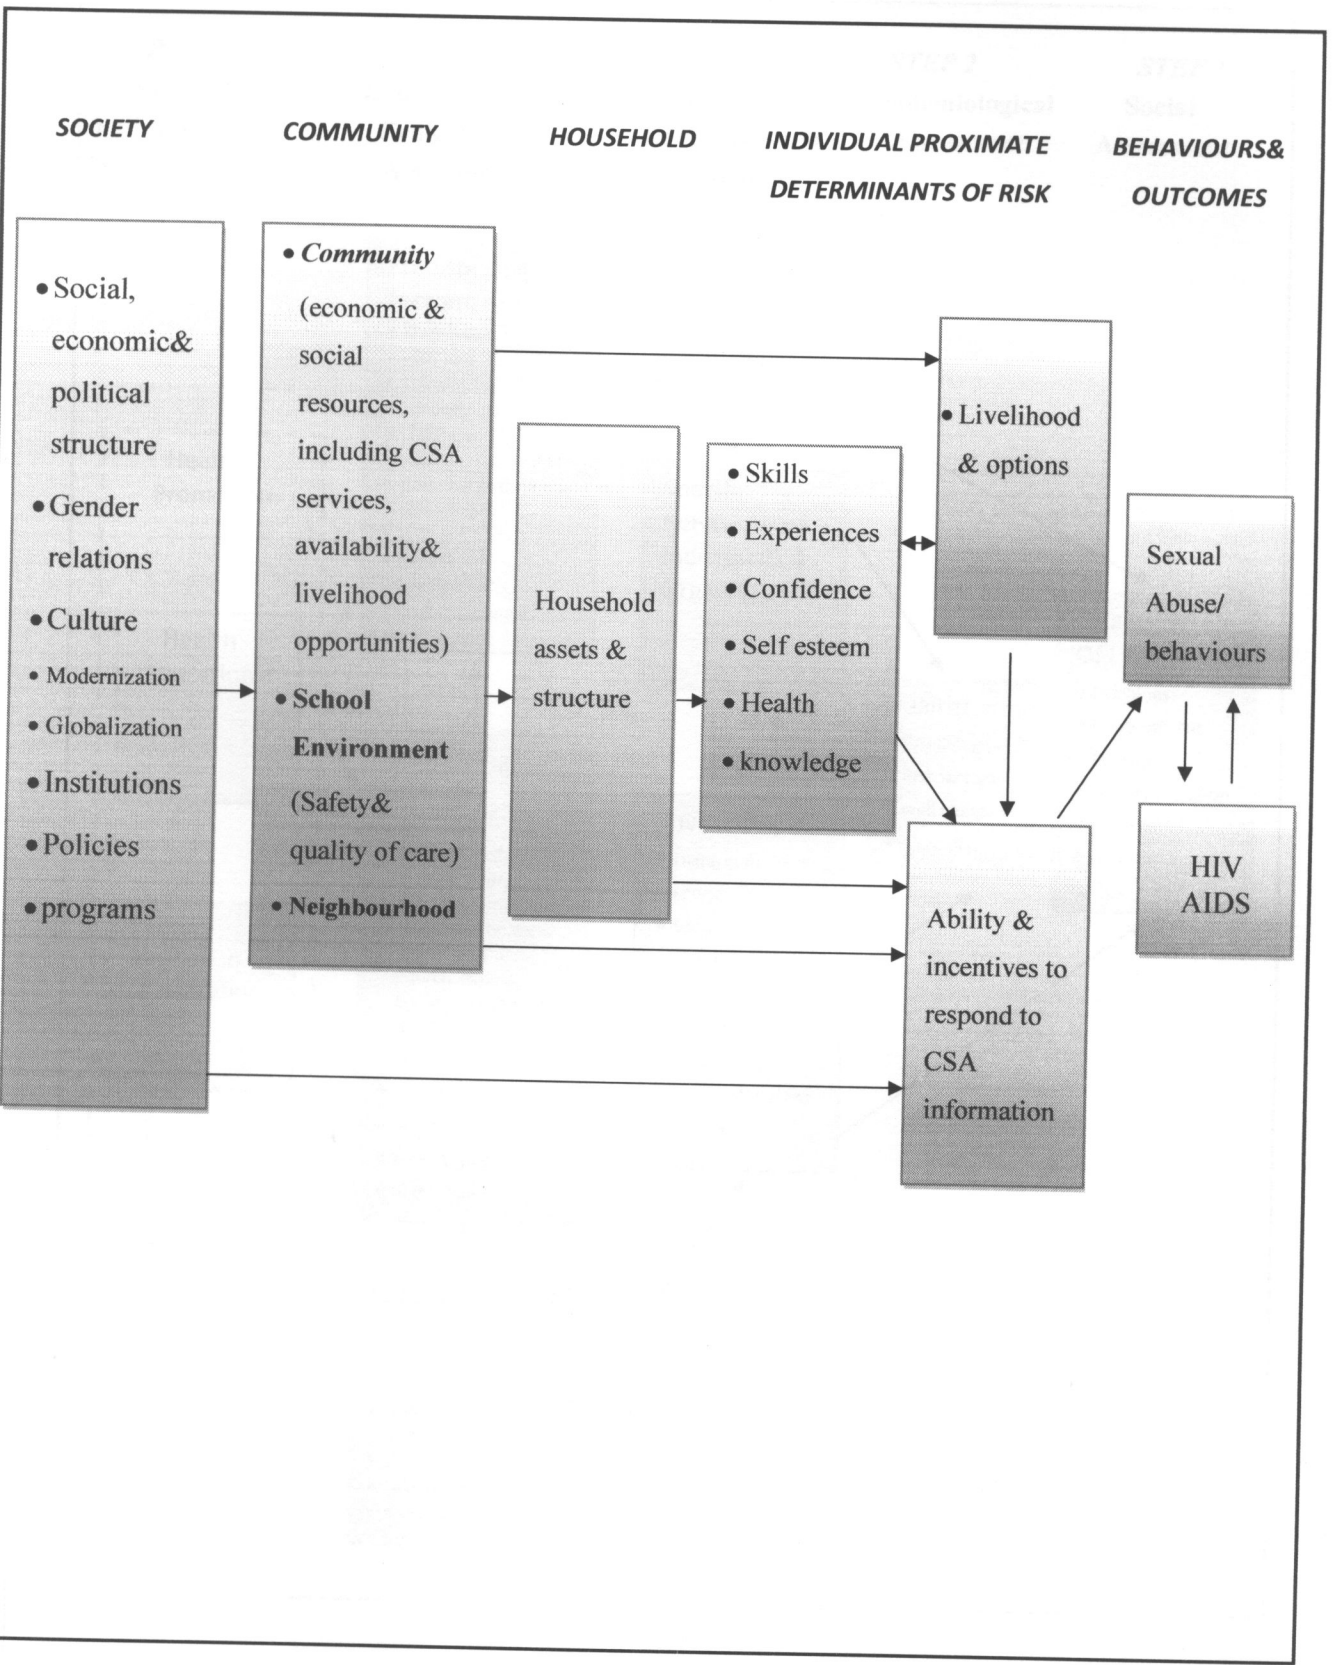 SOCIETY
COMMUNITY
HOUSEHOLD
INDIVIDUAL PROXIMATE
DETERMINANTS OF RISK
BEHAVIOURS&
OUTCOMES
• Social,
economic&
political
structure
• Gender
relations
• Culture
• Modernization
• Globalization
• Institutions
• Policies
• programs
• Community
(economic &
social
resources,
including CSA
services,
availability&
livelihood
opportunities)
• School
Environment
(Safety&
quality of care)
• Neighbourhood
Household
assets &
structure
• Skills
• Experiences
• Confidence
• Self esteem
• Health
• knowledge
• Livelihood
& options
Ability &
incentives to
respond to
CSA
information
Sexual
Abuse/
behaviours
HIV
AIDS